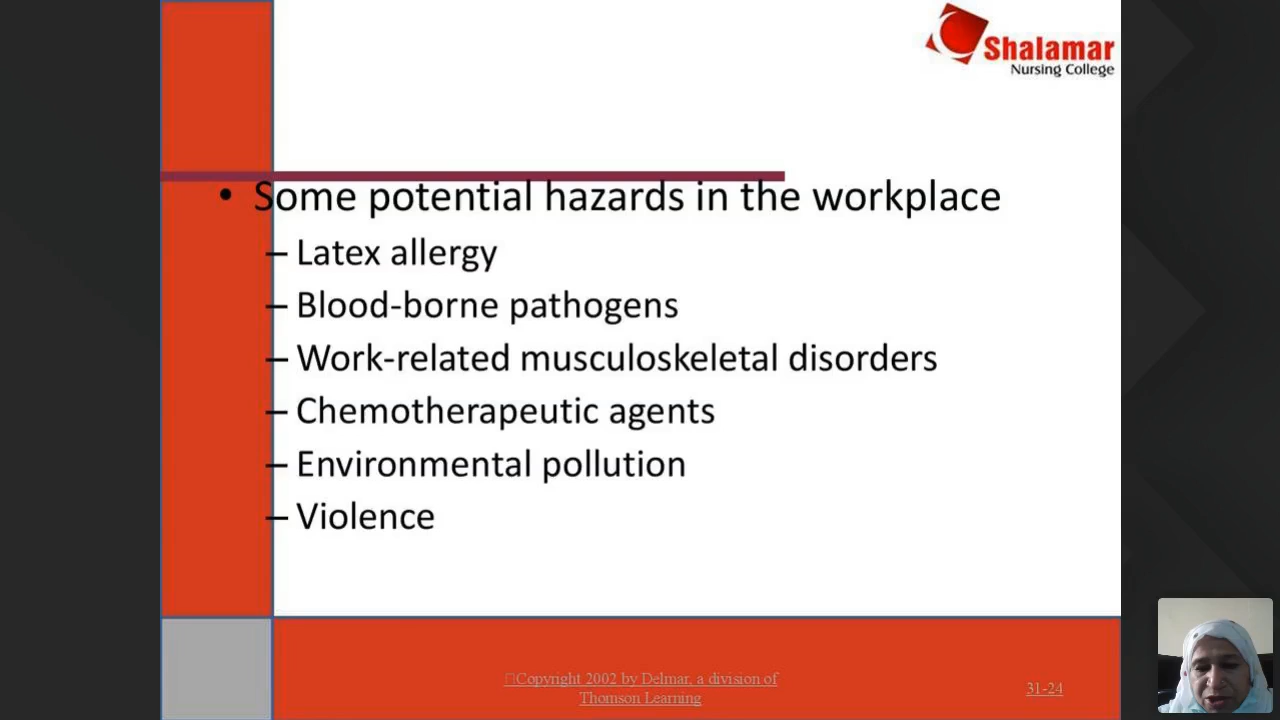 Shalamar
Nursing College
• Some potential hazards in the workplace
– Latex allergy
– Blood-borne pathogens
– Work-related musculoskeletal disorders
– Chemotherapeutic agents
– Environmental pollution
– Violence
Copyright 2002 by Delmar, a division of
Thomson Learning
31-24